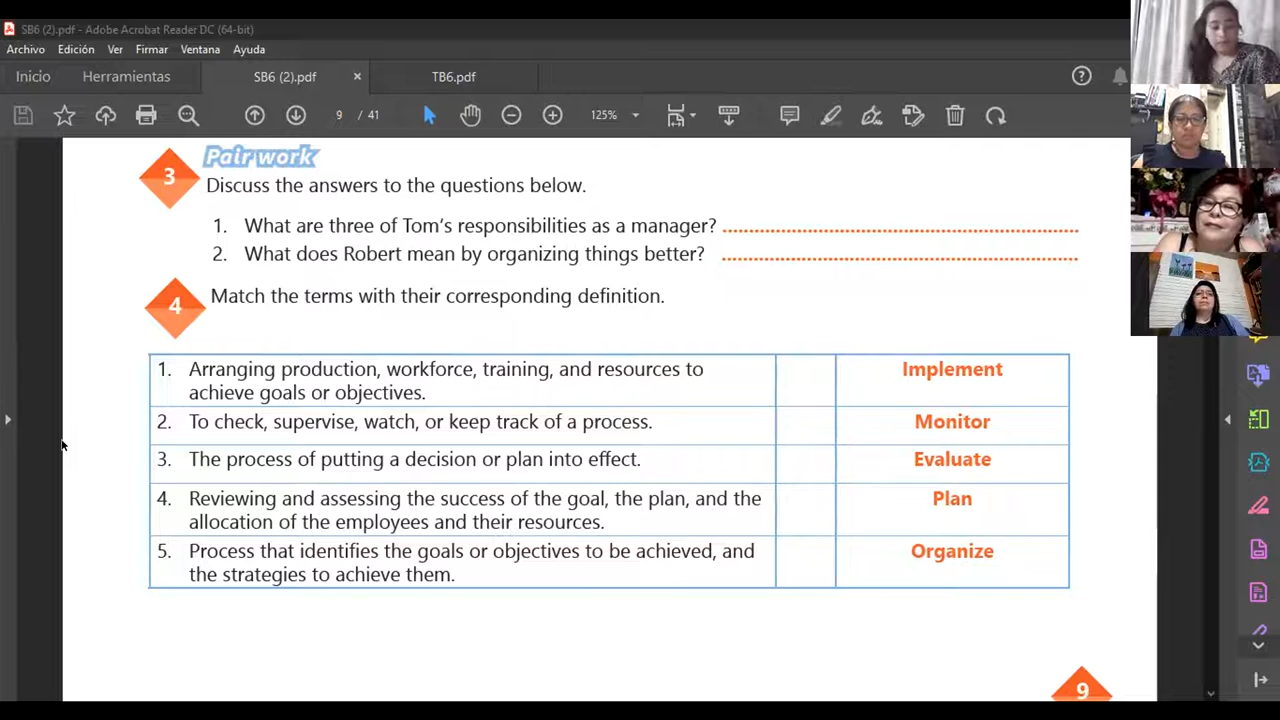 SB6 (2).pdf - Adobe Acrobat Reader DC (64-bit)
Archivo Edición Ver Firmar Ventana Ayuda
Inicio Herramientas SB6 (2).pdf × TB6.pdf
9 / 41 125%
3 Pair work
Discuss the answers to the questions below.
1. What are three of Tom's responsibilities as a manager?
2. What does Robert mean by organizing things better?
4 Match the terms with their corresponding definition.
1. Arranging production, workforce, training, and resources to Implement
achieve goals or objectives.
2. To check, supervise, watch, or keep track of a process. Monitor
3. The process of putting a decision or plan into effect. Evaluate
4. Reviewing and assessing the success of the goal, the plan, and the Plan
allocation of the employees and their resources.
5. Process that identifies the goals or objectives to be achieved, and Organize
the strategies to achieve them.
9